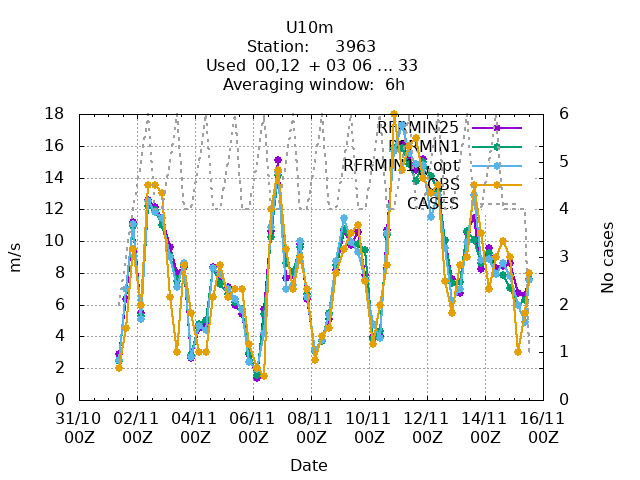 U10m
Station: 3963
Used 00,12 + 03 06 ... 33
Averaging window: 6h
18
16
14
12
10
8
6
4
2
0
m/s
6
5
4
3
2
1
0
No cases
RFRMIN25
RFRMIN1
OBS
CASES
31/10 02/11 04/11 06/11 08/11 10/11 12/11 14/11 16/11
00Z 00Z 00Z 00Z 00Z 00Z 00Z 00Z 00Z
Date